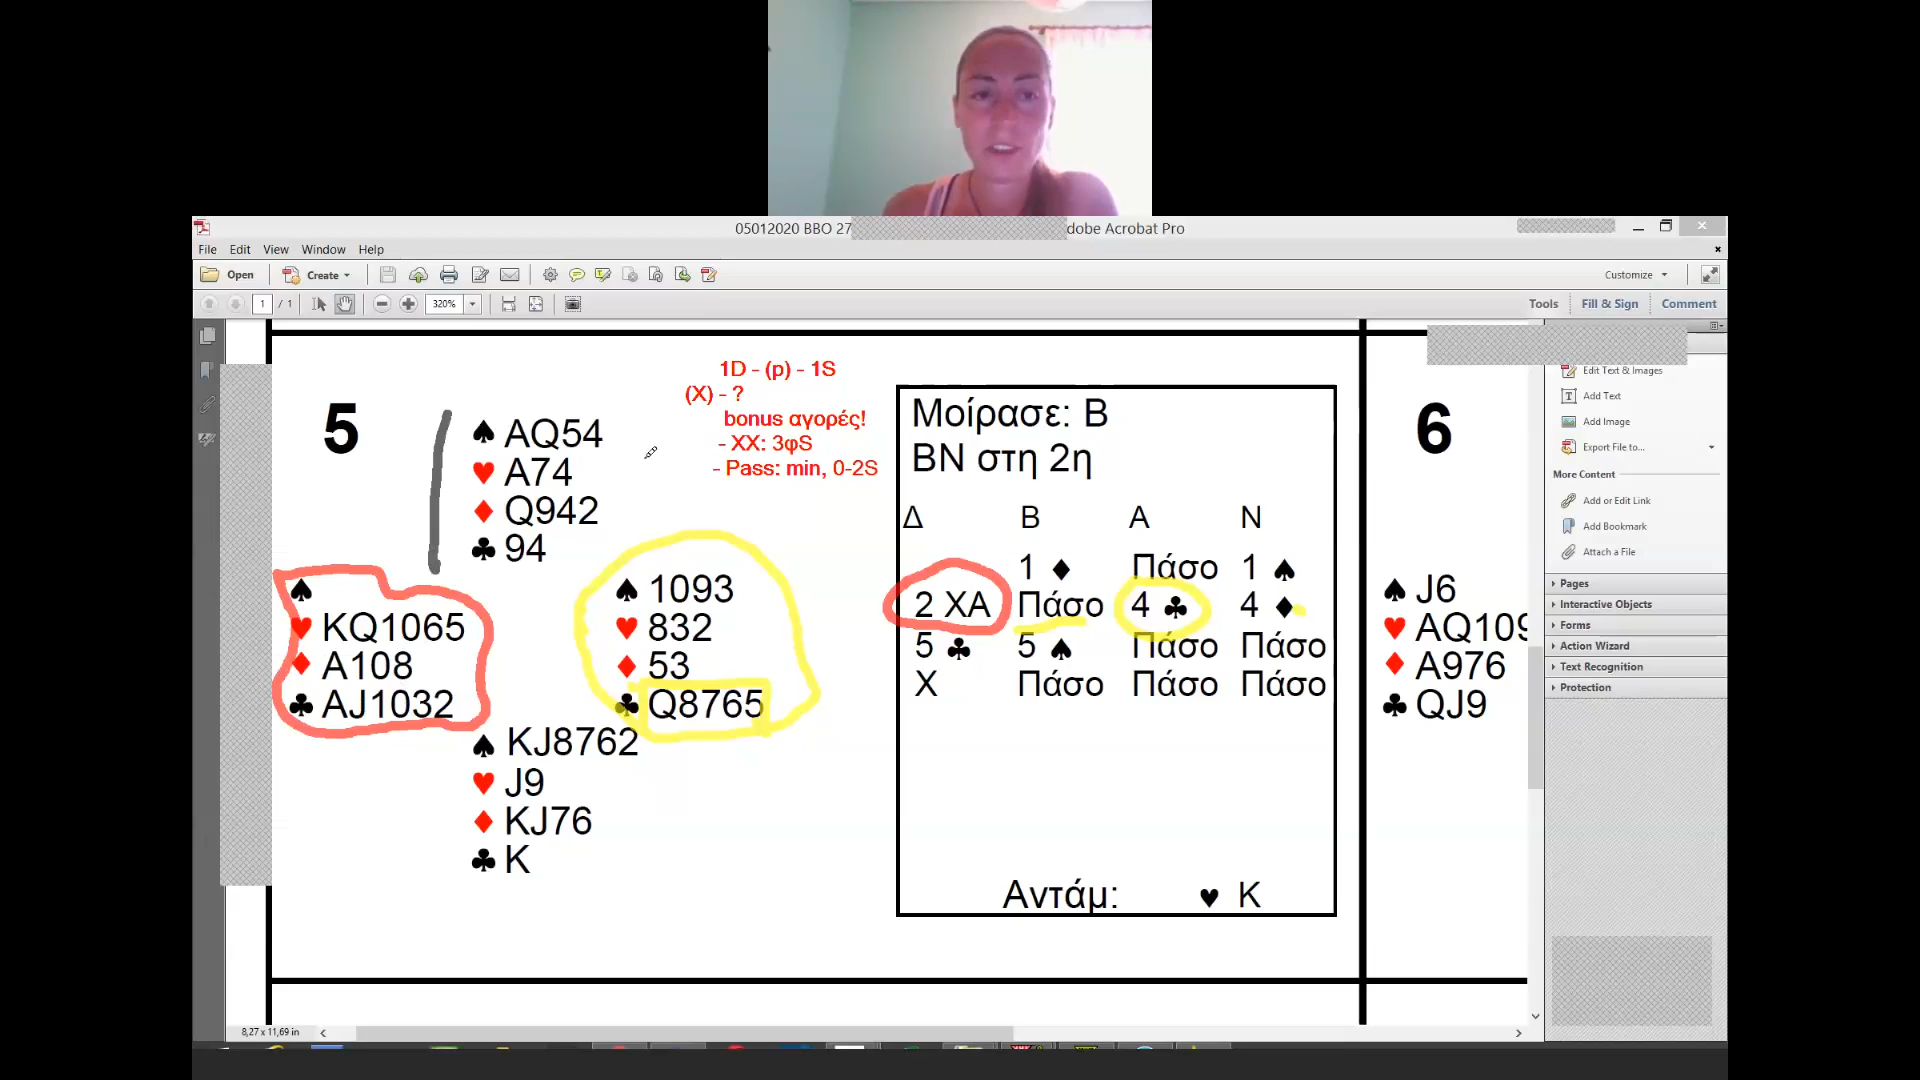 05012020 BBO 27
dobe Acrobat Pro
File Edit View Window Help
Open Create Customize
1 / 1 320% Tools Fill & Sign Comment
5
♠ AQ54
♥ A74
♦ Q942
♣ 94
♠
♥ KQ1065
♦ A108
♣ AJ1032
♠ 1093
♥ 832
♦ 53
♣ Q8765
♠ KJ8762
♥ J9
♦ KJ76
♣ K
1D - (p) - 1S
(X) - ?
bonus αγορές!
- XX: 3φS
- Pass: min, 0-2S
Μοίρασε: Β
ΒΝ στη 2η
Δ Β Α Ν
1 ♦ Πάσο 1 ♠
2 ΧΑ Πάσο 4 ♣ 4 ♦
5 ♣ 5 ♠ Πάσο Πάσο
X Πάσο Πάσο Πάσο
Αντάμ: ♥ K
6
♠ J6
♥ AQ109
♦ A976
♣ QJ9
Edit Text & Images
Add Text
Add Image
Export File to...
More Content
Add or Edit Link
Add Bookmark
Attach a File
Pages
Interactive Objects
Forms
Action Wizard
Text Recognition
Protection
8,27 x 11,69 in